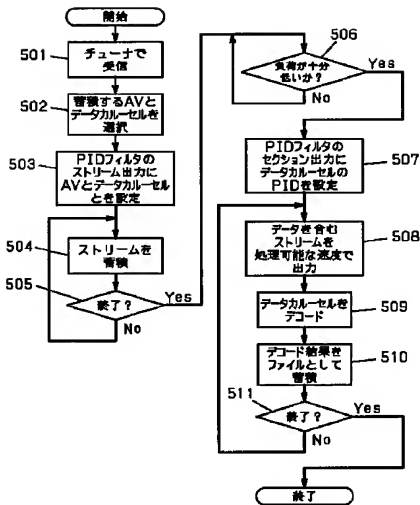 開始
501
チューナで
受信
502
蓄積するAVと
データカルーセルを
選択
503
PIDフィルタの
ストリーム出力に
AVとデータカルーセル
とを設定
504
ストリームを
蓄積
505
終了?
Yes
No
506
負荷が十分
低いか?
Yes
No
507
PIDフィルタの
セクション出力に
データカルーセルの
PIDを設定
508
データを含む
ストリームを
処理可能な速度で
出力
509
データカルーセルを
デコード
510
デコード結果を
ファイルとして
蓄積
511
終了?
Yes
No
終了